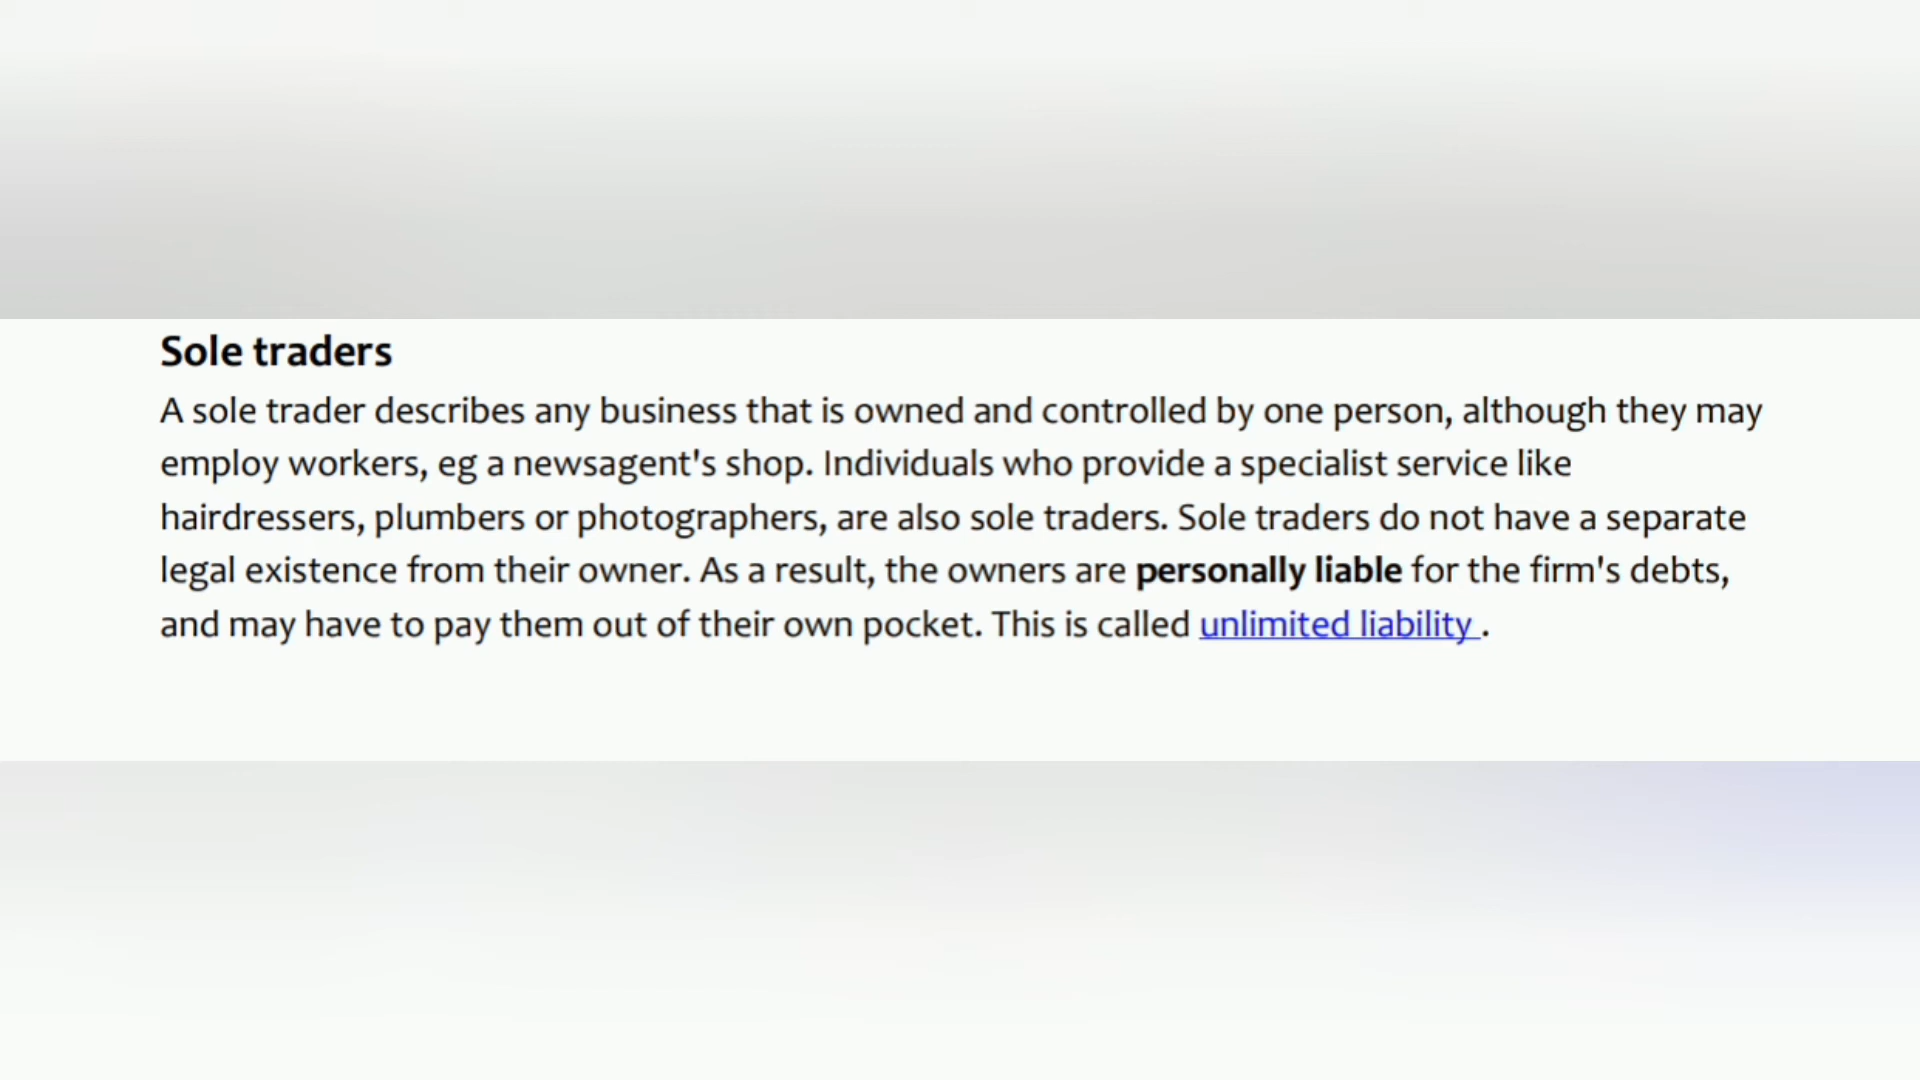 Sole traders
A sole trader describes any business that is owned and controlled by one person, although they may
employ workers, eg a newsagent's shop. Individuals who provide a specialist service like
hairdressers, plumbers or photographers, are also sole traders. Sole traders do not have a separate
legal existence from their owner. As a result, the owners are personally liable for the firm's debts,
and may have to pay them out of their own pocket. This is called unlimited liability .